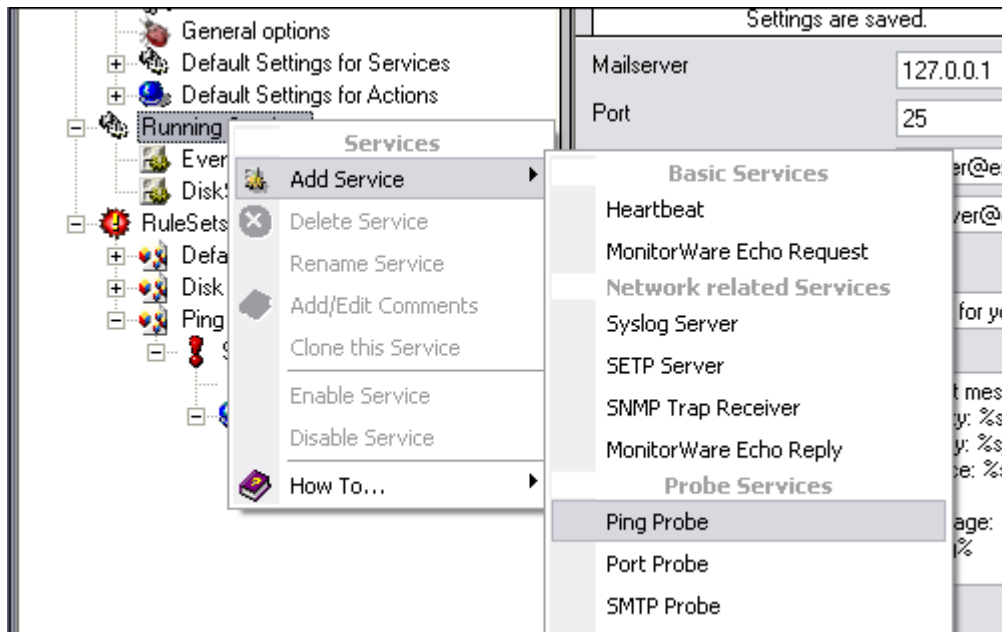 Settings are saved.
General options
Default Settings for Services
Default Settings for Actions
Running
RuleSets
Disk
Ping
Services
Add Service
Delete Service
Rename Service
Add/Edit Comments
Clone this Service
Enable Service
Disable Service
How To...
Basic Services
Heartbeat
MonitorWare Echo Request
Network related Services
Syslog Server
SETP Server
SNMP Trap Receiver
MonitorWare Echo Reply
Probe Services
Ping Probe
Port Probe
SMTP Probe
Mailserver
127.0.0.1
Port
25
for